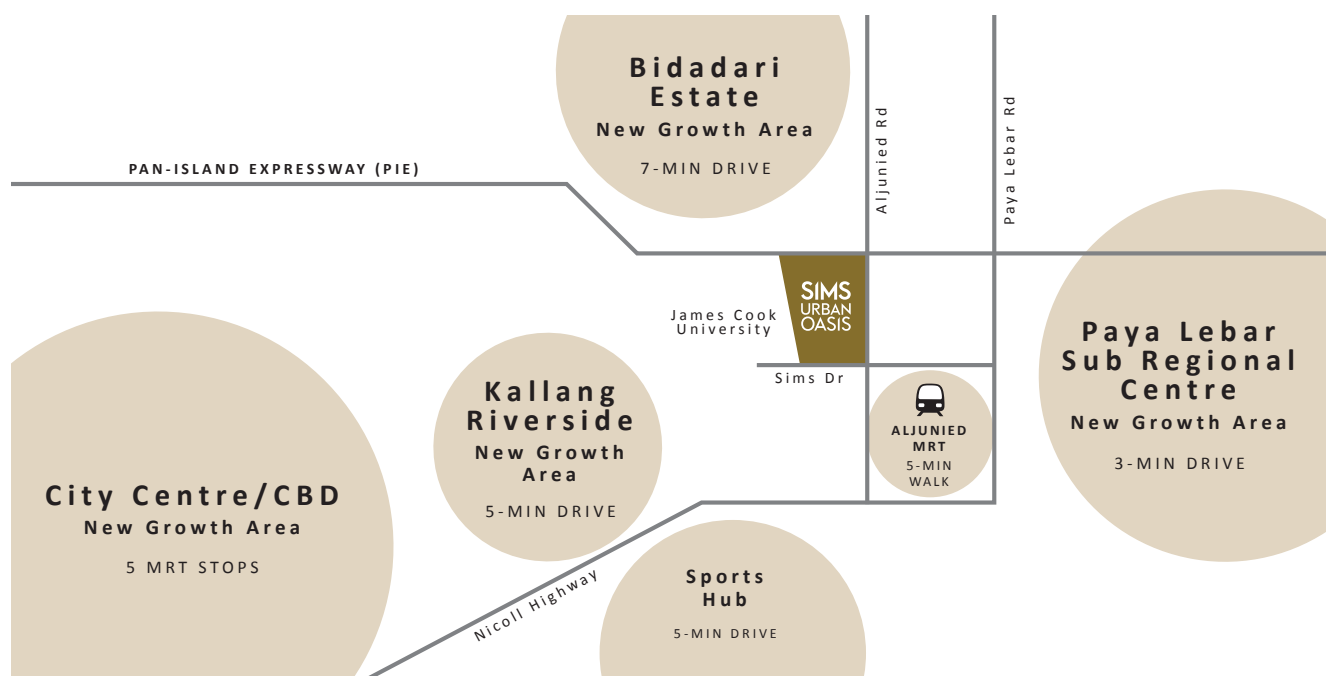 Bidadari
Estate
New Growth Area
7-MIN DRIVE
Aljunied Rd
Paya Lebar Rd
PAN-ISLAND EXPRESSWAY (PIE)
SIMS
URBAN
OASIS
James Cook
University
Sims Dr
Paya Lebar
Sub Regional
Centre
New Growth Area
3-MIN DRIVE
Kallang
Riverside
New Growth
Area
5-MIN DRIVE
ALJUNIED
MRT
5-MIN
WALK
City Centre/CBD
New Growth Area
5 MRT STOPS
Nicoll Highway
Sports
Hub
5-MIN DRIVE